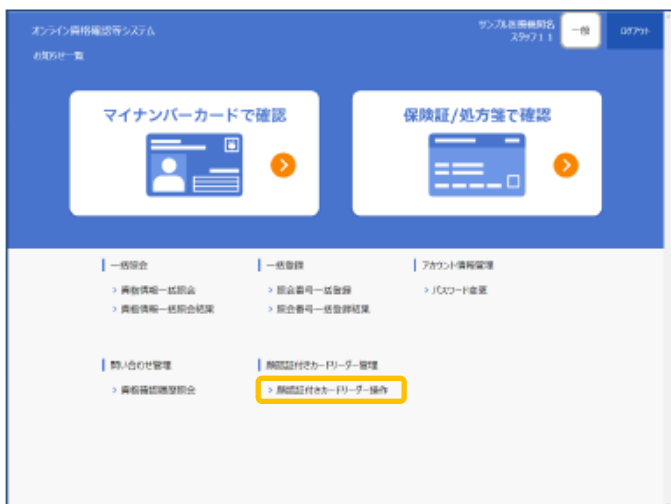 オンライン資格確認等システム
サンプル医療機関名
スタッフ１１
一般
ログアウト
お知らせ一覧
マイナンバーカードで確認
保険証/処方箋で確認
一括照会
一括登録
アカウント情報管理
> 資格情報一括照会
> 照会番号一括登録
> パスワード変更
> 資格情報一括照会結果
> 照会番号一括登録結果
問い合わせ管理
顔認証付きカードリーダー管理
> 資格確認履歴照会
> 顔認証付きカードリーダー操作